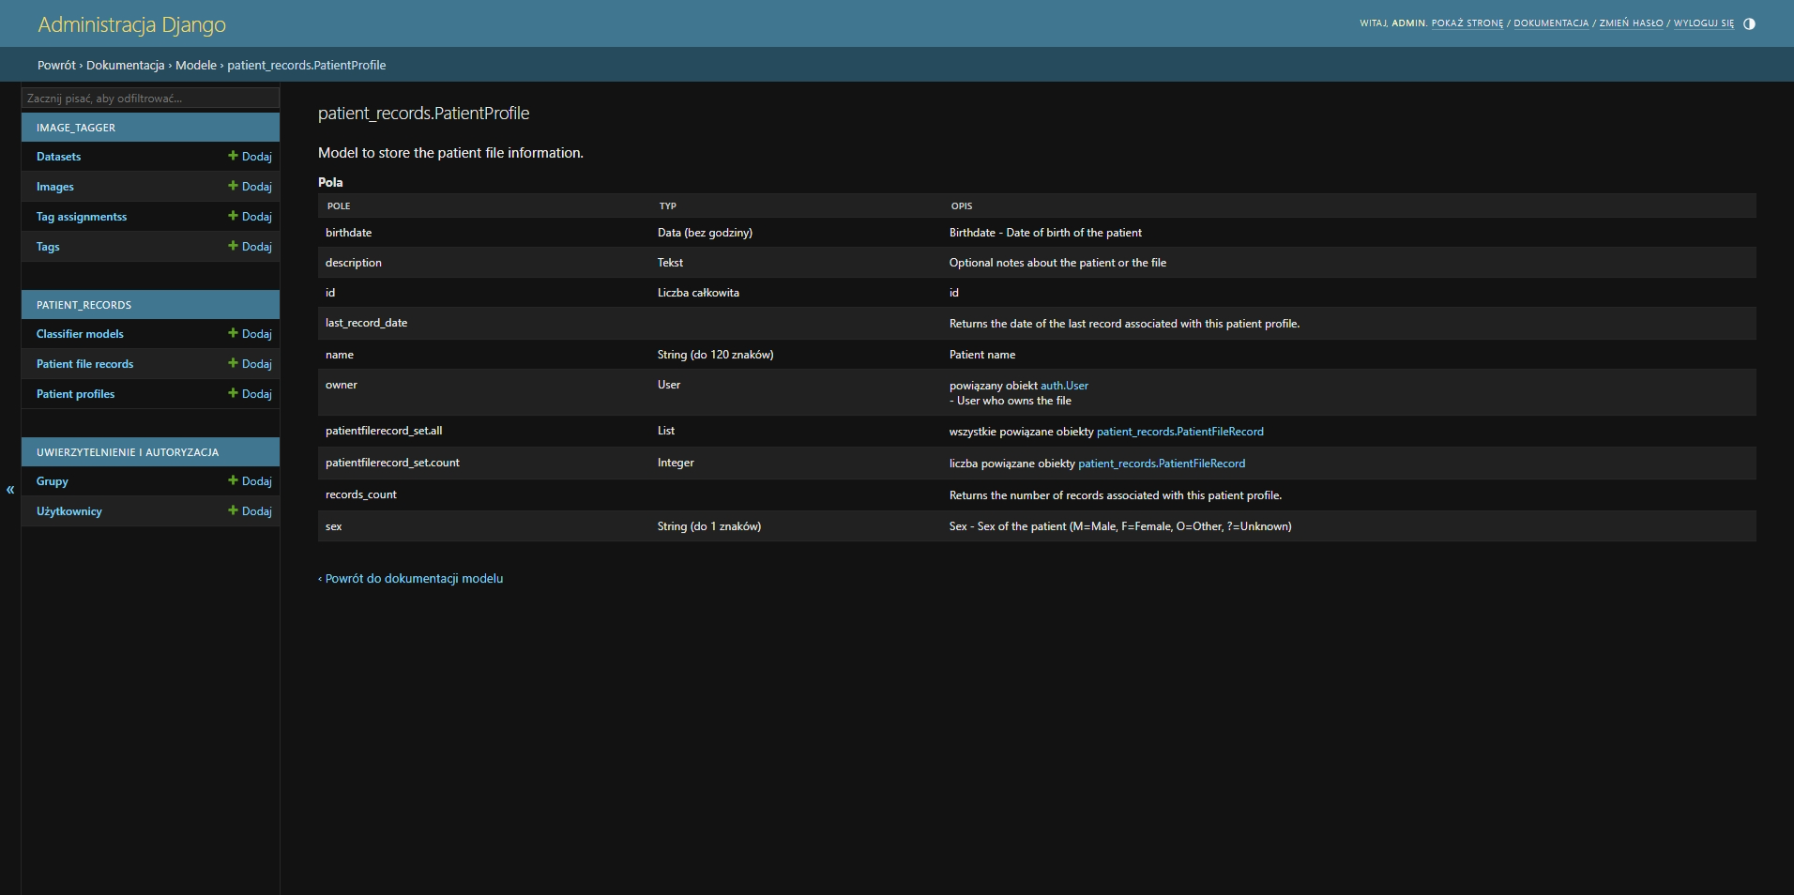 Administracja Django
WITAJ, ADMIN. POKAŻ STRONĘ / DOKUMENTACJA / ZMIEŃ HASŁO / WYLOGUJ SIĘ
Powrót › Dokumentacja › Modele › patient_records.PatientProfile
Zacznij pisać, aby odfiltrować...
IMAGE_TAGGER
Datasets + Dodaj
Images + Dodaj
Tag assignmentss + Dodaj
Tags + Dodaj
PATIENT_RECORDS
Classifier models + Dodaj
Patient file records + Dodaj
Patient profiles + Dodaj
UWIERZYTELNIENIE I AUTORYZACJA
Grupy + Dodaj
Użytkownicy + Dodaj
«
patient_records.PatientProfile
Model to store the patient file information.
Pola
POLE TYP OPIS
birthdate Data (bez godziny) Birthdate - Date of birth of the patient
description Tekst Optional notes about the patient or the file
id Liczba całkowita id
last_record_date Returns the date of the last record associated with this patient profile.
name String (do 120 znaków) Patient name
owner User powiązany obiekt auth.User
- User who owns the file
patientfilerecord_set.all List wszystkie powiązane obiekty patient_records.PatientFileRecord
patientfilerecord_set.count Integer liczba powiązane obiekty patient_records.PatientFileRecord
records_count Returns the number of records associated with this patient profile.
sex String (do 1 znaków) Sex - Sex of the patient (M=Male, F=Female, O=Other, ?=Unknown)
‹ Powrót do dokumentacji modelu